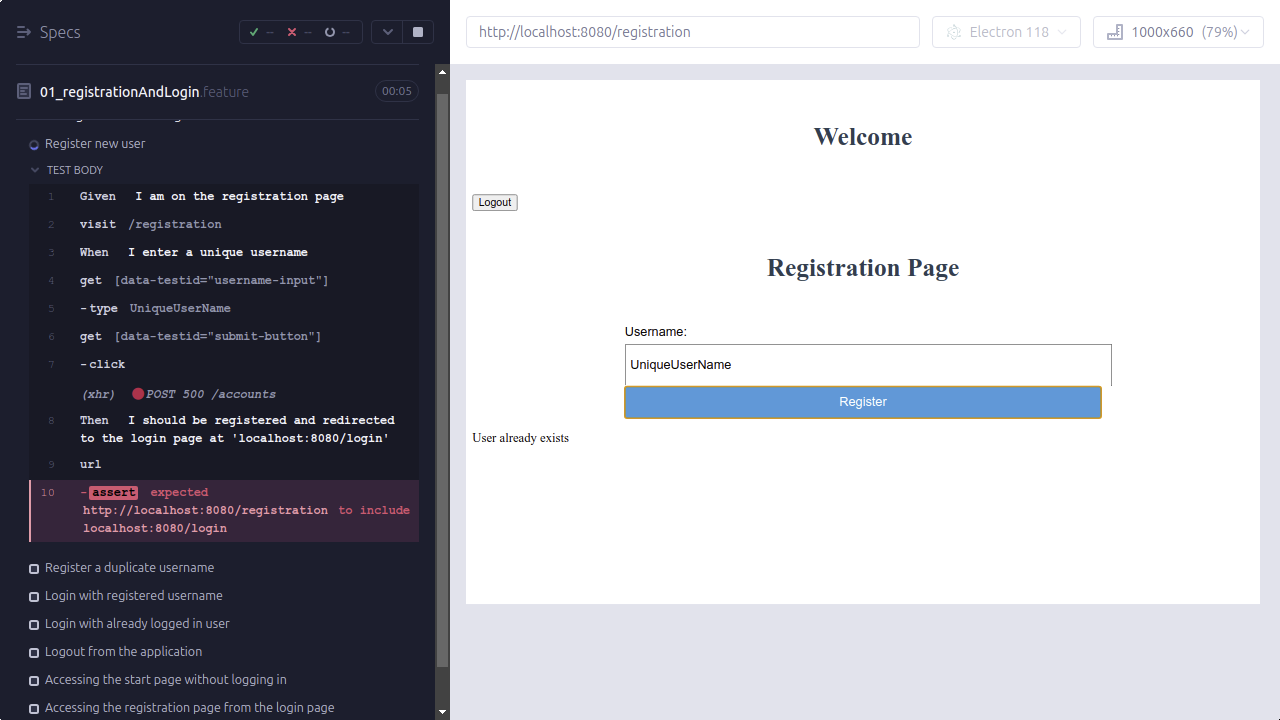 Specs
-- -- --
http://localhost:8080/registration
Electron 118
1000x660 (79%)
01_registrationAndLogin.feature
00:05
Register new user
TEST BODY
1 Given I am on the registration page
2 visit /registration
3 When I enter a unique username
4 get [data-testid="username-input"]
5 -type UniqueUserName
6 get [data-testid="submit-button"]
7 -click
(xhr) POST 500 /accounts
8 Then I should be registered and redirected
to the login page at 'localhost:8080/login'
9 url
10 -assert expected
http://localhost:8080/registration to include
localhost:8080/login
Register a duplicate username
Login with registered username
Login with already logged in user
Logout from the application
Accessing the start page without logging in
Accessing the registration page from the login page
Welcome
Logout
Registration Page
Username:
UniqueUserName
Register
User already exists